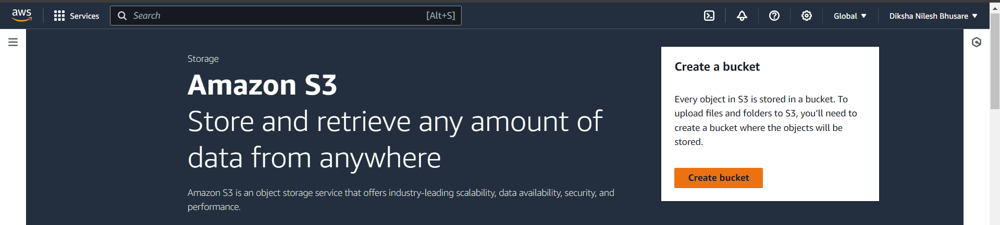 aws Services Search [Alt+S] Global Diksha Nilesh Bhusare
Storage
Amazon S3
Store and retrieve any amount of
data from anywhere
Amazon S3 is an object storage service that offers industry-leading scalability, data availability, security, and
performance.
Create a bucket
Every object in S3 is stored in a bucket. To
upload files and folders to S3, you’ll need to
create a bucket where the objects will be
stored.
Create bucket